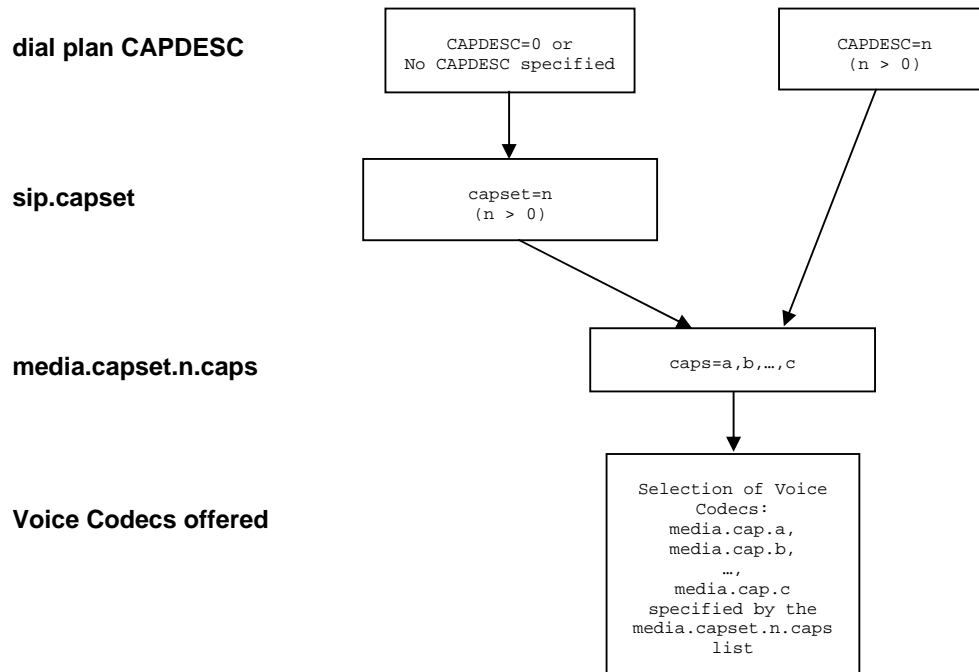 dial plan CAPDESC
CAPDESC=0 or
No CAPDESC specified
CAPDESC=n
(n > 0)
sip.capset
capset=n
(n > 0)
media.capset.n.caps
caps=a,b,…,c
Voice Codecs offered
Selection of Voice
Codecs:
media.cap.a,
media.cap.b,
…,
media.cap.c
specified by the
media.capset.n.caps
list